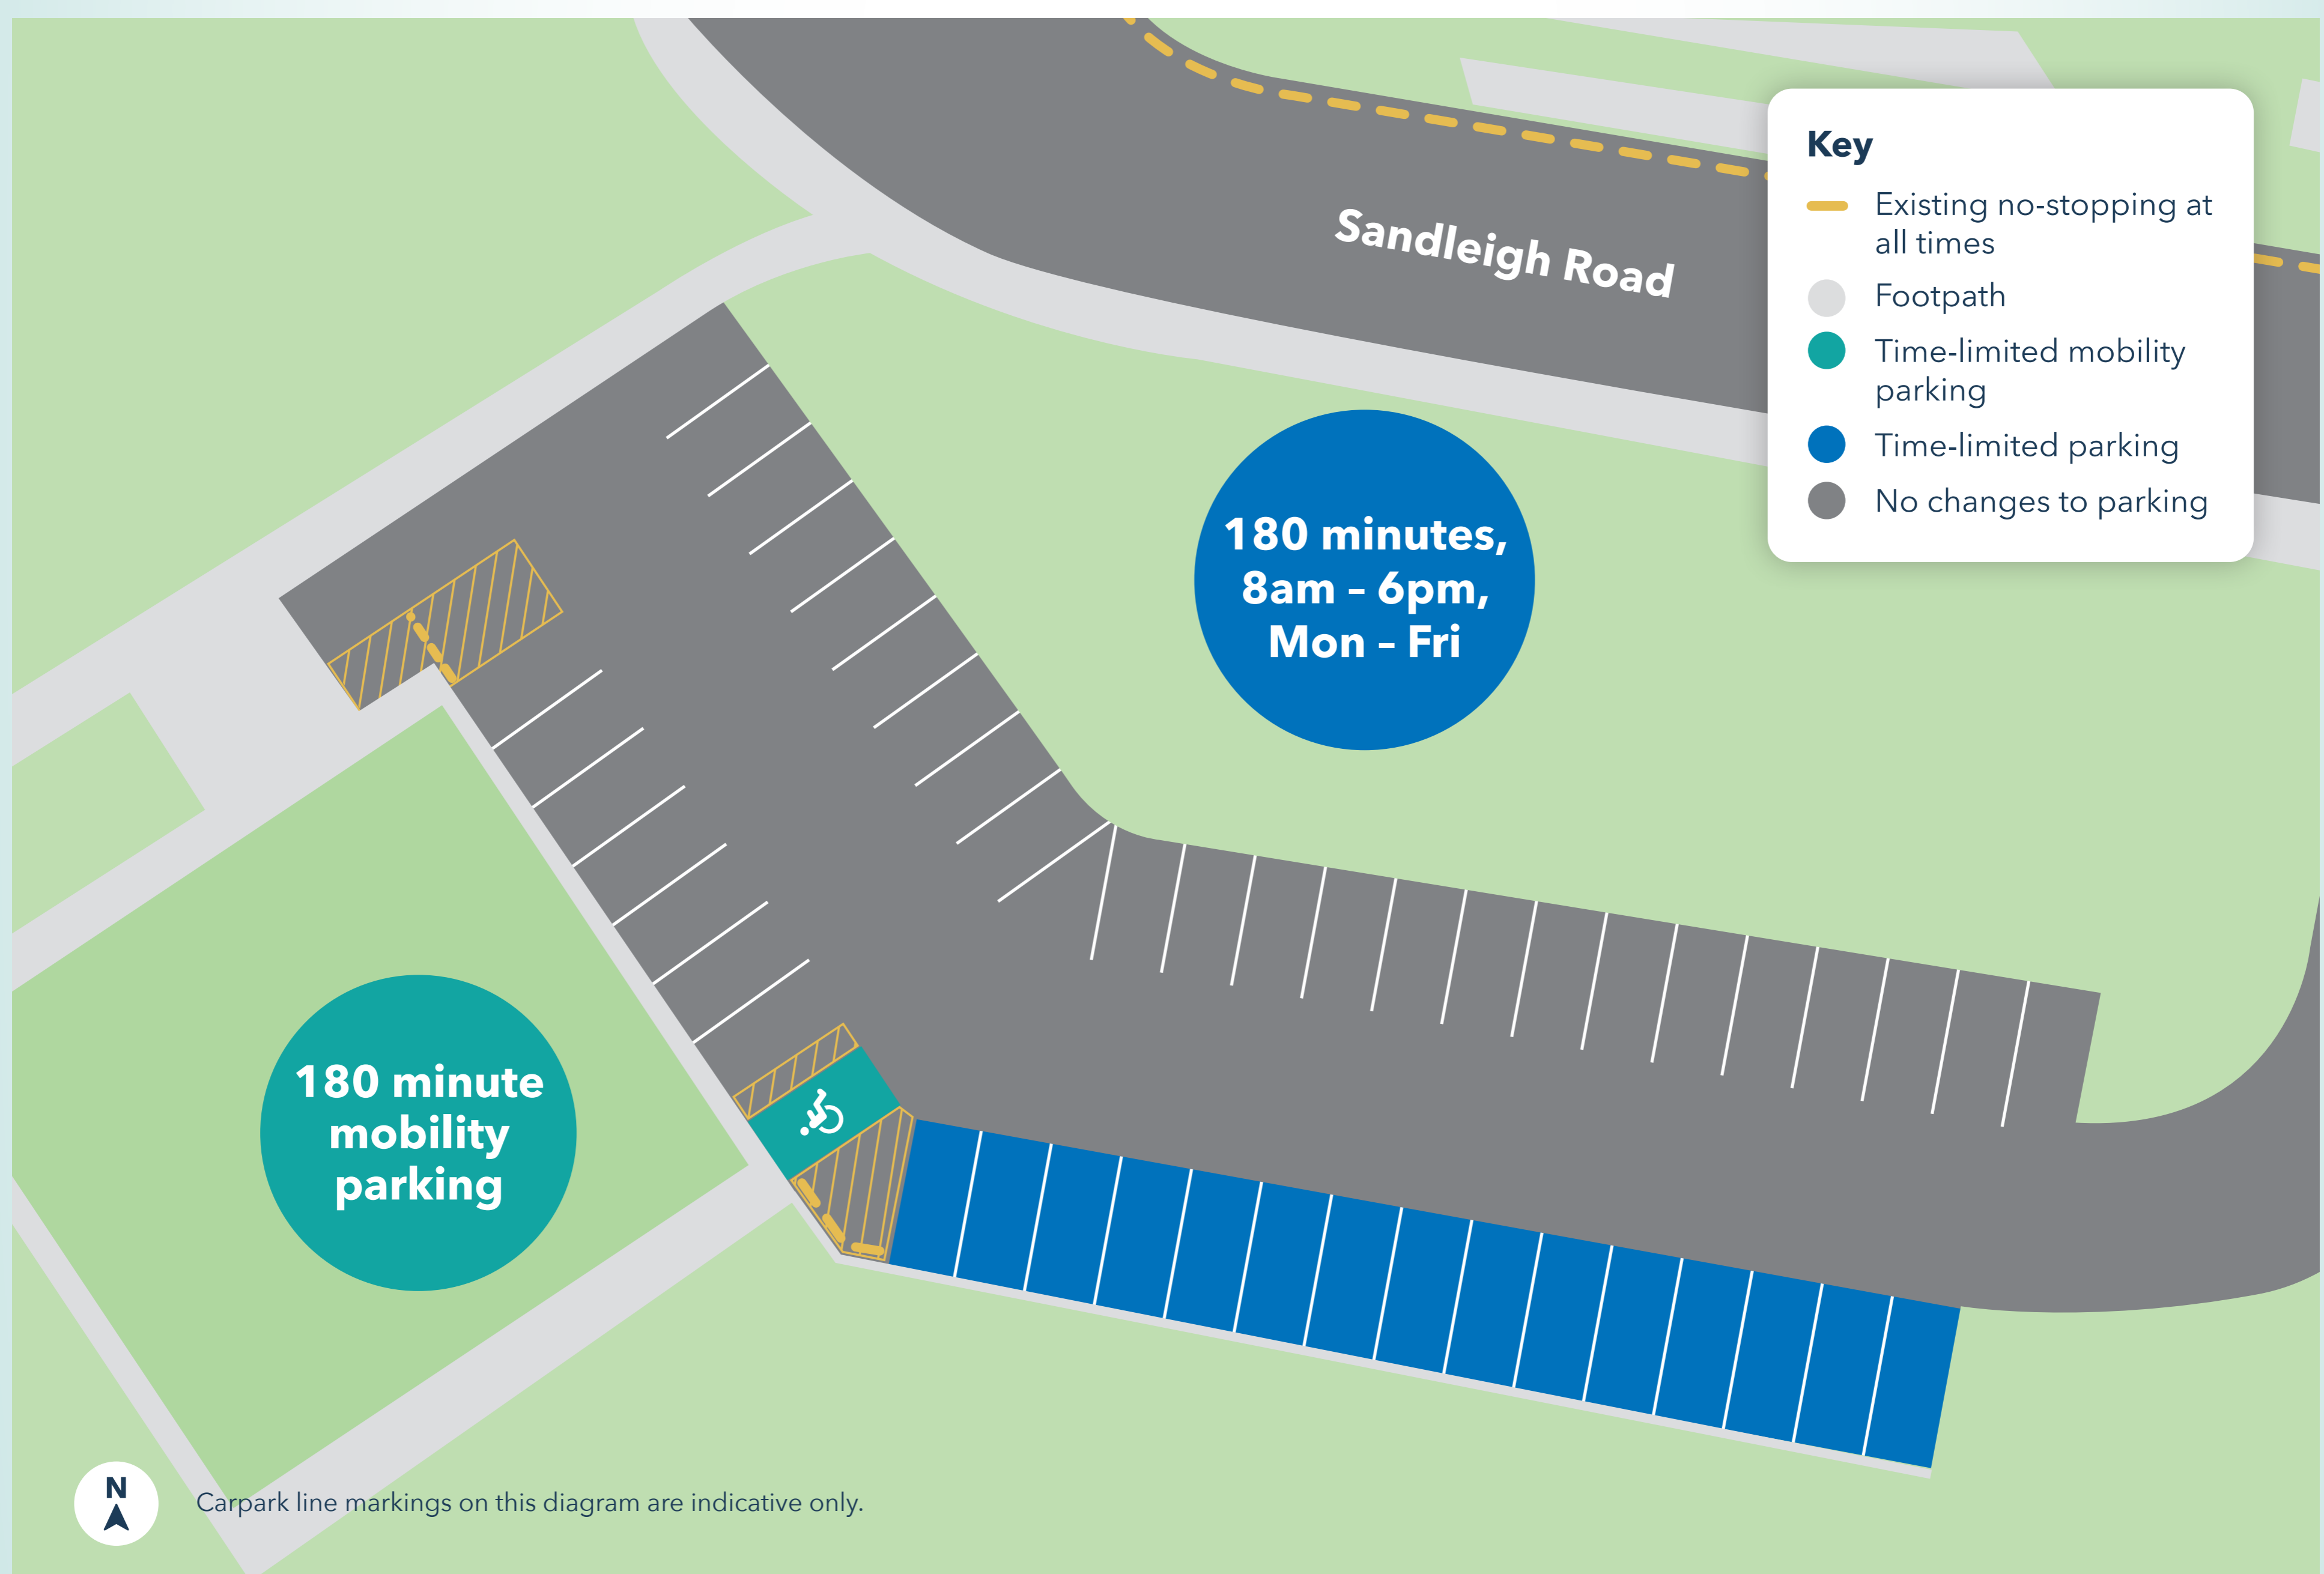 Sandleigh Road
Key
Existing no-stopping at
all times
Footpath
Time-limited mobility
parking
Time-limited parking
No changes to parking
180 minutes,
8am – 6pm,
Mon – Fri
180 minute
mobility
parking
N
Carpark line markings on this diagram are indicative only.